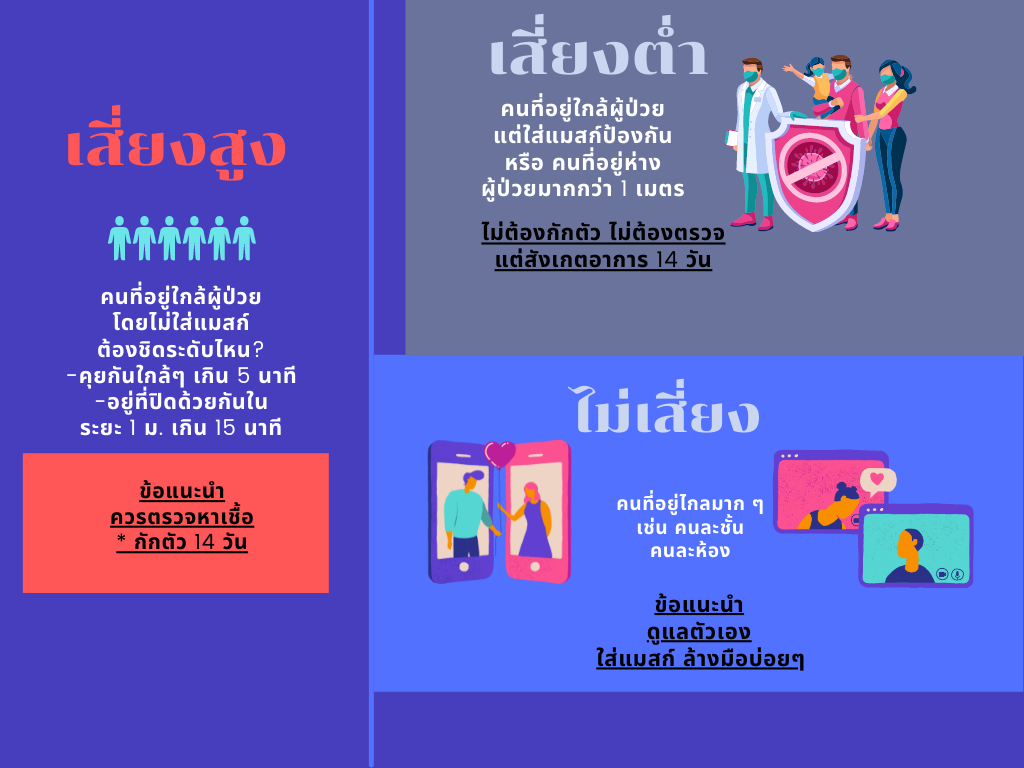 เสี่ยงสูง
คนที่อยู่ใกล้ผู้ป่วย
โดยไม่ใส่แมสก์
ต้องชิดระดับไหน?
-คุยกันใกล้ๆ เกิน 5 นาที
-อยู่ที่ปิดด้วยกันใน
ระยะ 1 ม. เกิน 15 นาที
ข้อแนะนำ
ควรตรวจหาเชื้อ
* กักตัว 14 วัน
เสี่ยงต่ำ
คนที่อยู่ใกล้ผู้ป่วย
แต่ใส่แมสก์ป้องกัน
หรือ คนที่อยู่ห่าง
ผู้ป่วยมากกว่า 1 เมตร
ไม่ต้องกักตัว ไม่ต้องตรวจ
แต่สังเกตอาการ 14 วัน
ไม่เสี่ยง
คนที่อยู่ไกลมาก ๆ
เช่น คนละชั้น
คนละห้อง
ข้อแนะนำ
ดูแลตัวเอง
ใส่แมสก์ ล้างมือบ่อยๆ